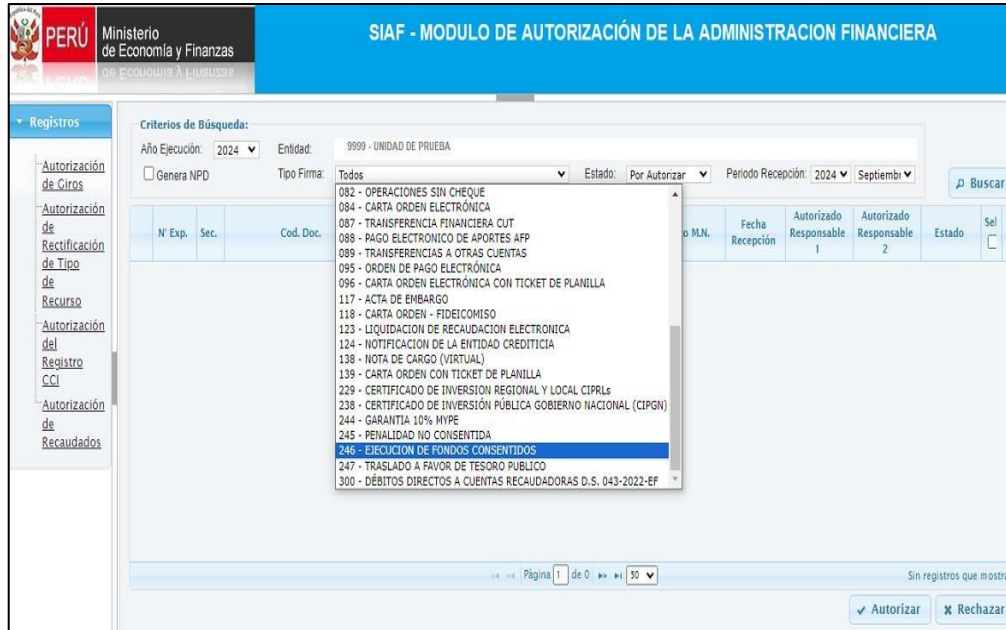 PERÚ
Ministerio
de Economía y Finanzas
SIAF - MODULO DE AUTORIZACIÓN DE LA ADMINISTRACION FINANCIERA
Registros
Autorización
de Giros
Autorización
de
Rectificación
de Tipo
de
Recurso
Autorización
del
Registro
CCI
Autorización
de
Recaudados
Criterios de Búsqueda:
Año Ejecución: 2024 Entidad: 9999 - UNIDAD DE PRUEBA
Genera NPD Tipo Firma: Todos Estado: Por Autorizar Periodo Recepción: 2024 Septiembr
Buscar
N° Exp. Sec. Cod. Doc. o M.N. Fecha Recepción Autorizado Responsable 1 Autorizado Responsable 2 Estado Sel
082 - OPERACIONES SIN CHEQUE
084 - CARTA ORDEN ELECTRÓNICA
087 - TRANSFERENCIA FINANCIERA CUT
088 - PAGO ELECTRONICO DE APORTES AFP
089 - TRANSFERENCIAS A OTRAS CUENTAS
095 - ORDEN DE PAGO ELECTRÓNICA
096 - CARTA ORDEN ELECTRÓNICA CON TICKET DE PLANILLA
117 - ACTA DE EMBARGO
118 - CARTA ORDEN - FIDEICOMISO
123 - LIQUIDACION DE RECAUDACION ELECTRONICA
124 - NOTIFICACION DE LA ENTIDAD CREDITICIA
138 - NOTA DE CARGO (VIRTUAL)
139 - CARTA ORDEN CON TICKET DE PLANILLA
229 - CERTIFICADO DE INVERSION REGIONAL Y LOCAL CIPRLs
238 - CERTIFICADO DE INVERSIÓN PÚBLICA GOBIERNO NACIONAL (CIPGN)
244 - GARANTIA 10% MYPE
245 - PENALIDAD NO CONSENTIDA
246 - EJECUCION DE FONDOS CONSENTIDOS
247 - TRASLADO A FAVOR DE TESORO PUBLICO
300 - DÉBITOS DIRECTOS A CUENTAS RECAUDADORAS D.S. 043-2022-EF
Página 1 de 0 50 Sin registros que mostra
Autorizar Rechazar